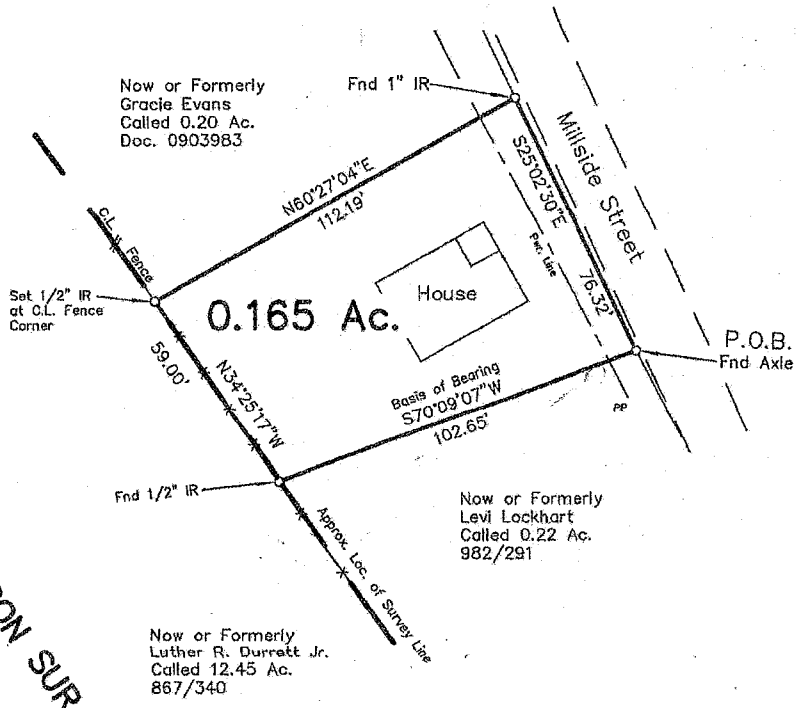 Now or Formerly
Gracie Evans
Called 0.20 Ac.
Doc. 0903983
Fnd 1" IR
Millside Street
N60°27'04"E
112.19'
S25°02'30"E
76.32'
Pwr. Line
C.L. Fence
Set 1/2" IR
at C.L. Fence
Corner
0.165 Ac.
House
59.00'
N34°25'17"W
P.O.B.
Fnd Axle
Basis of Bearing
S70°09'07"W
102.65'
PP
Fnd 1/2" IR
Approx. Loc. of Survey Line
Now or Formerly
Levi Lockhart
Called 0.22 Ac.
982/291
Now or Formerly
Luther R. Durrett Jr.
Called 12.45 Ac.
867/340
ON SUR